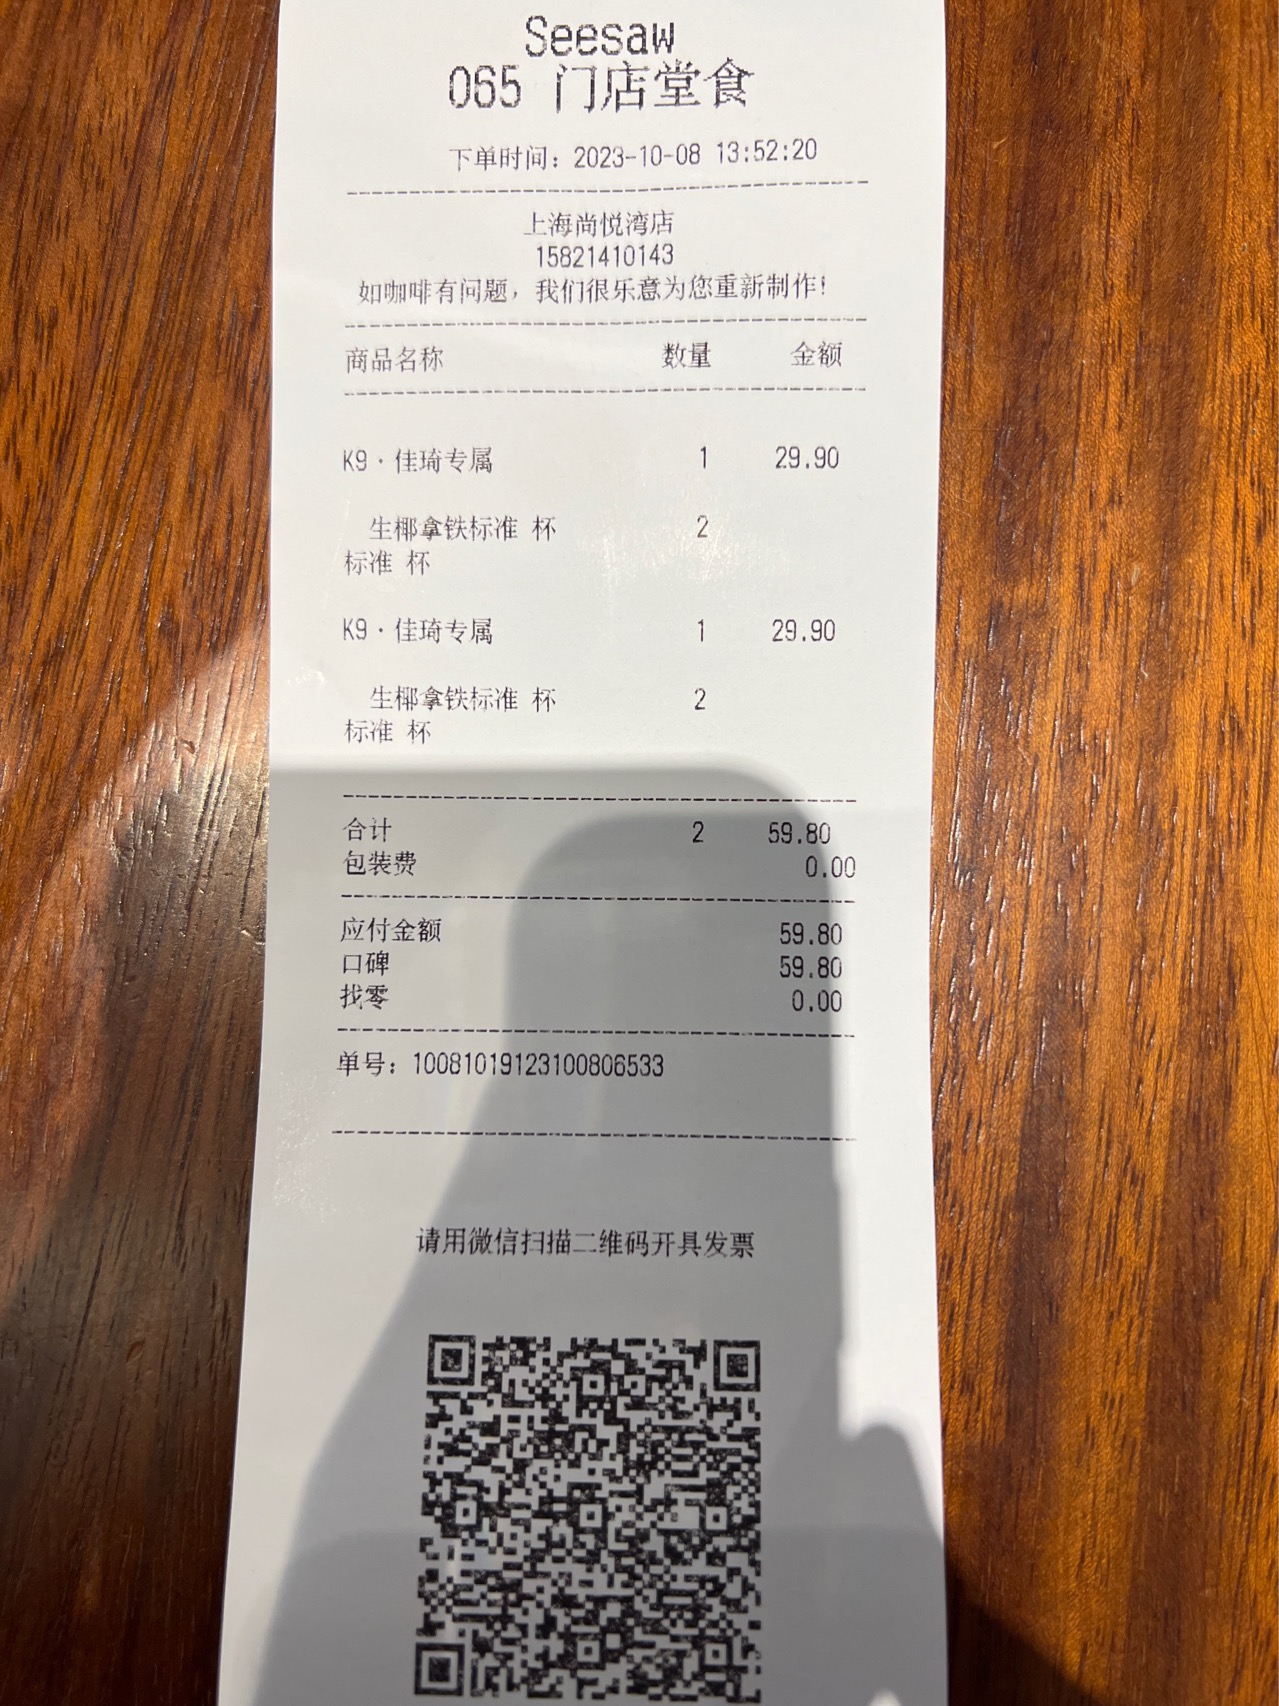 Seesaw
065 门店堂食
下单时间：2023-10-08 13:52:20
上海尚悦湾店
15821410143
如咖啡有问题，我们很乐意为您重新制作！
商品名称 数量 金额
K9·佳琦专属 1 29.90
生椰拿铁标准 杯 2
标准 杯
K9·佳琦专属 1 29.90
生椰拿铁标准 杯 2
标准 杯
合计 2 59.80
包装费 0.00
应付金额 59.80
口碑 59.80
找零 0.00
单号：10081019123100806533
请用微信扫描二维码开具发票